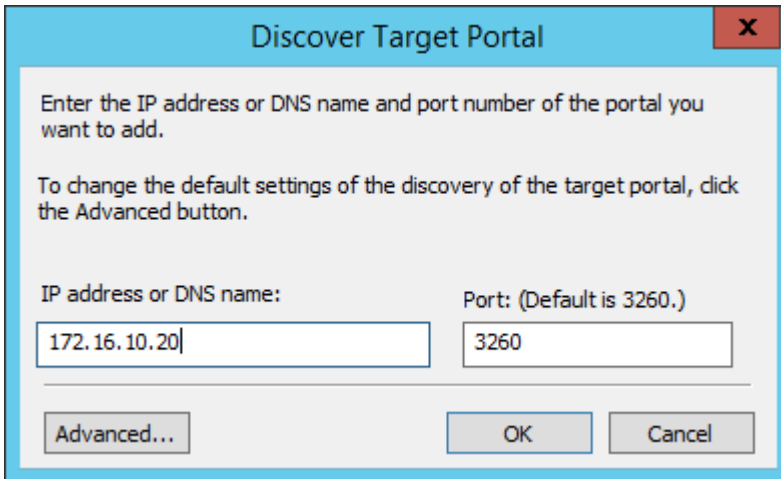 Discover Target Portal
x
Enter the IP address or DNS name and port number of the portal you
want to add.
To change the default settings of the discovery of the target portal, click
the Advanced button.
IP address or DNS name:
Port: (Default is 3260.)
172.16.10.20
3260
Advanced...
OK
Cancel